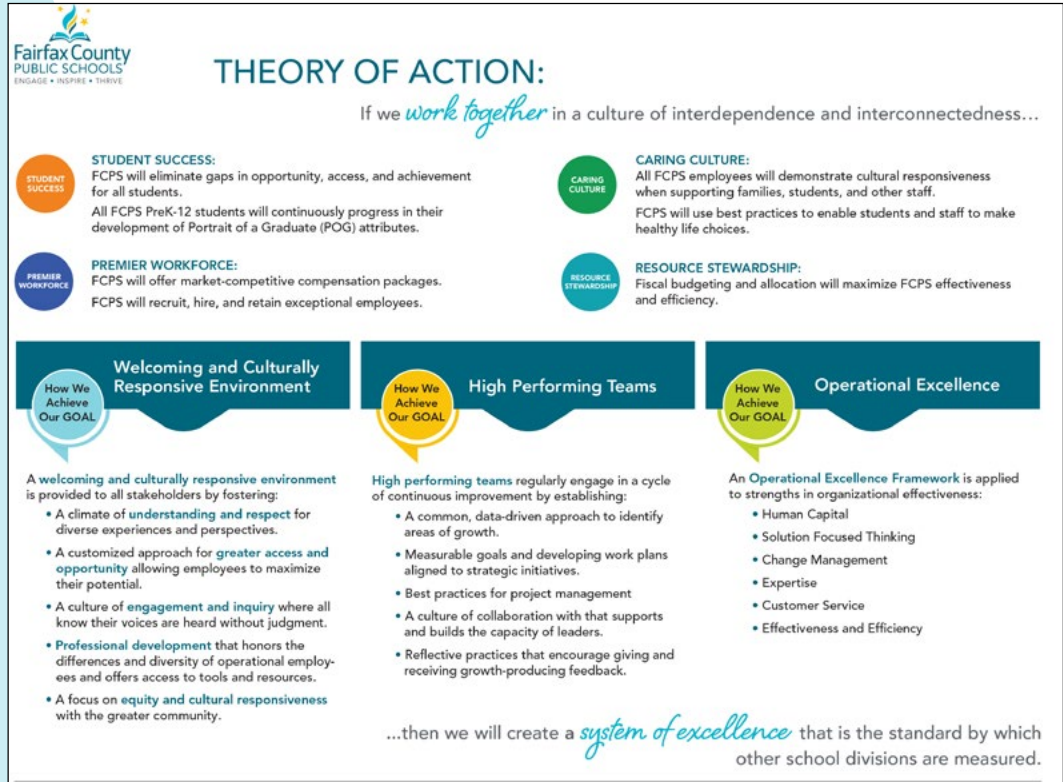 Fairfax County
PUBLIC SCHOOLS
ENGAGE • INSPIRE • THRIVE
THEORY OF ACTION:
If we work together in a culture of interdependence and interconnectedness...
STUDENT
SUCCESS
STUDENT SUCCESS:
FCPS will eliminate gaps in opportunity, access, and achievement
for all students.
All FCPS PreK-12 students will continuously progress in their
development of Portrait of a Graduate (POG) attributes.
CARING
CULTURE
CARING CULTURE:
All FCPS employees will demonstrate cultural responsiveness
when supporting families, students, and other staff.
FCPS will use best practices to enable students and staff to make
healthy life choices.
PREMIER
WORKFORCE
PREMIER WORKFORCE:
FCPS will offer market-competitive compensation packages.
FCPS will recruit, hire, and retain exceptional employees.
RESOURCE
STEWARDSHIP
RESOURCE STEWARDSHIP:
Fiscal budgeting and allocation will maximize FCPS effectiveness
and efficiency.
How We
Achieve
Our GOAL
Welcoming and Culturally
Responsive Environment
A welcoming and culturally responsive environment
is provided to all stakeholders by fostering:
• A climate of understanding and respect for
diverse experiences and perspectives.
• A customized approach for greater access and
opportunity allowing employees to maximize
their potential.
• A culture of engagement and inquiry where all
know their voices are heard without judgment.
• Professional development that honors the
differences and diversity of operational employ-
ees and offers access to tools and resources.
• A focus on equity and cultural responsiveness
with the greater community.
How We
Achieve
Our GOAL
High Performing Teams
High performing teams regularly engage in a cycle
of continuous improvement by establishing:
• A common, data-driven approach to identify
areas of growth.
• Measurable goals and developing work plans
aligned to strategic initiatives.
• Best practices for project management
• A culture of collaboration with that supports
and builds the capacity of leaders.
• Reflective practices that encourage giving and
receiving growth-producing feedback.
How We
Achieve
Our GOAL
Operational Excellence
An Operational Excellence Framework is applied
to strengths in organizational effectiveness:
• Human Capital
• Solution Focused Thinking
• Change Management
• Expertise
• Customer Service
• Effectiveness and Efficiency
...then we will create a system of excellence that is the standard by which
other school divisions are measured.